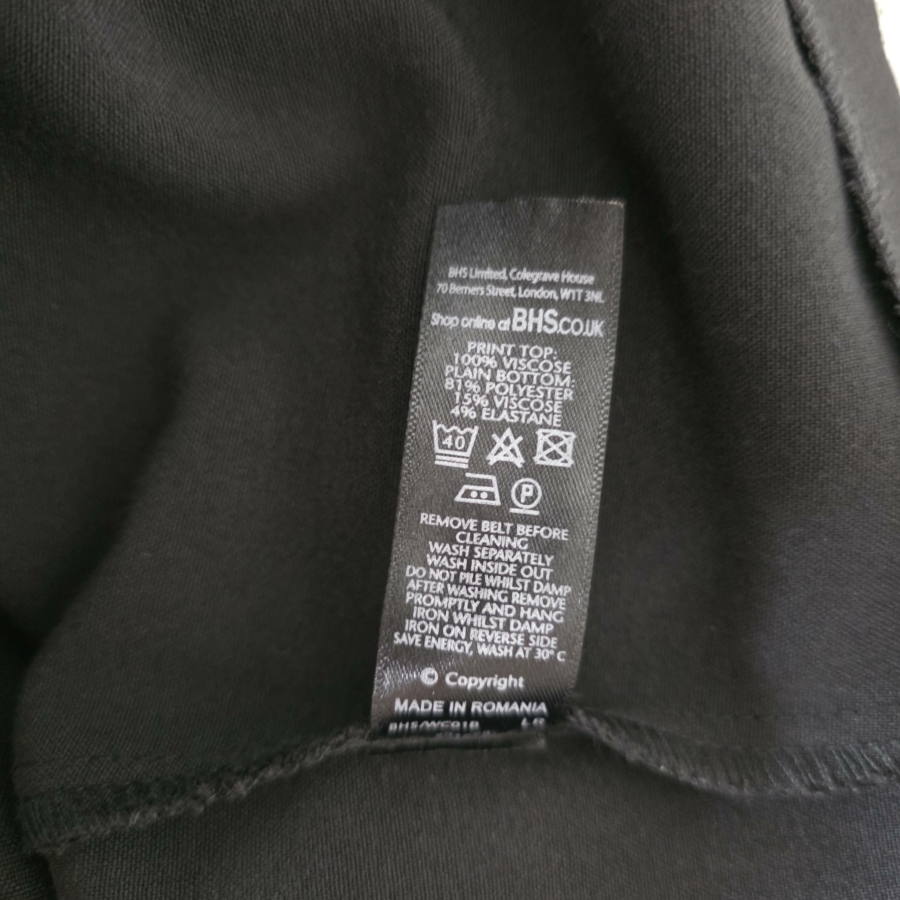 BHS Limited, Colegrave House
70 Berners Street, London, W1T 3NL
Shop online at BHS.CO.UK
PRINT TOP:
100% VISCOSE
PLAIN BOTTOM:
81% POLYESTER
15% VISCOSE
4% ELASTANE
40
P
REMOVE BELT BEFORE
CLEANING
WASH SEPARATELY
WASH INSIDE OUT
DO NOT PILE WHILST DAMP
AFTER WASHING REMOVE
PROMPTLY AND HANG
IRON WHILST DAMP
IRON ON REVERSE SIDE
SAVE ENERGY, WASH AT 30° C
© Copyright
MADE IN ROMANIA